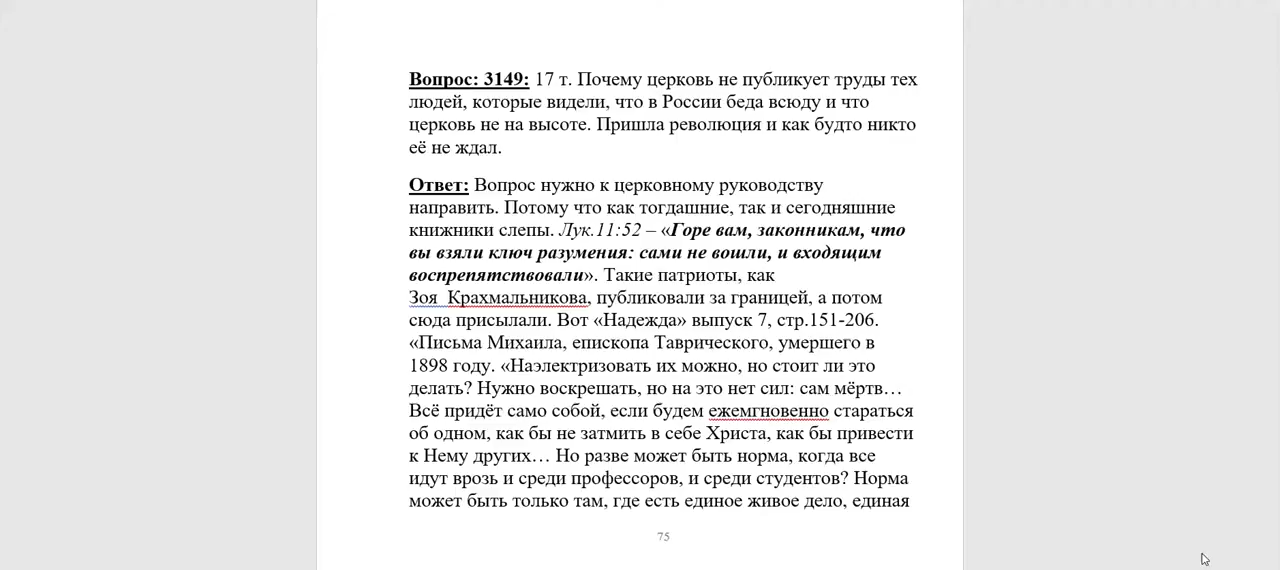 Вопрос: 3149: 17 т. Почему церковь не публикует труды тех
людей, которые видели, что в России беда всюду и что
церковь не на высоте. Пришла революция и как будто никто
её не ждал.
Ответ: Вопрос нужно к церковному руководству
направить. Потому что как тогдашние, так и сегодняшние
книжники слепы. Лук.11:52 – «Горе вам, законникам, что
вы взяли ключ разумения: сами не вошли, и входящим
воспрепятствовали». Такие патриоты, как
Зоя  Крахмальникова, публиковали за границей, а потом
сюда присылали. Вот «Надежда» выпуск 7, стр.151-206.
«Письма Михаила, епископа Таврического, умершего в
1898 году. «Наэлектризовать их можно, но стоит ли это
делать? Нужно воскрешать, но на это нет сил: сам мёртв…
Всё придёт само собой, если будем ежемгновенно стараться
об одном, как бы не затмить в себе Христа, как бы привести
к Нему других… Но разве может быть норма, когда все
идут врозь и среди профессоров, и среди студентов? Норма
может быть только там, где есть единое живое дело, единая
75